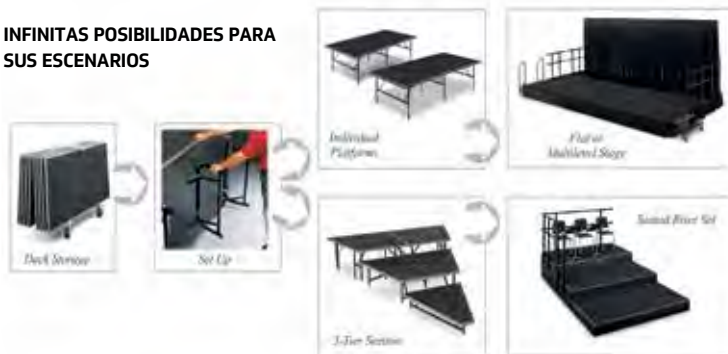 INFINITAS POSIBILIDADES PARA
SUS ESCENARIOS
Individual
Platforms
Flat or
Multilevel Stage
Deck Storage
Set Up
Seated Riser Set
3-Tier Section